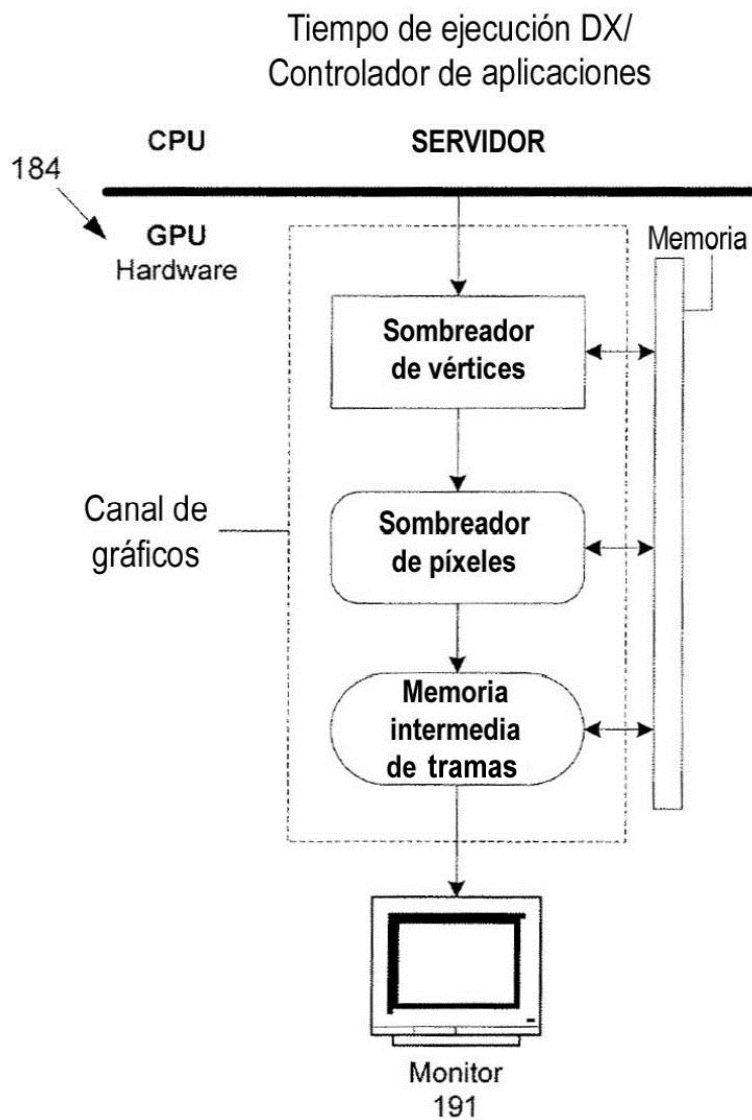 Tiempo de ejecución DX/
Controlador de aplicaciones
CPU
SERVIDOR
184
GPU
Hardware
Memoria
Sombreador
de vértices
Canal de
gráficos
Sombreador
de píxeles
Memoria
intermedia
de tramas
Monitor
191